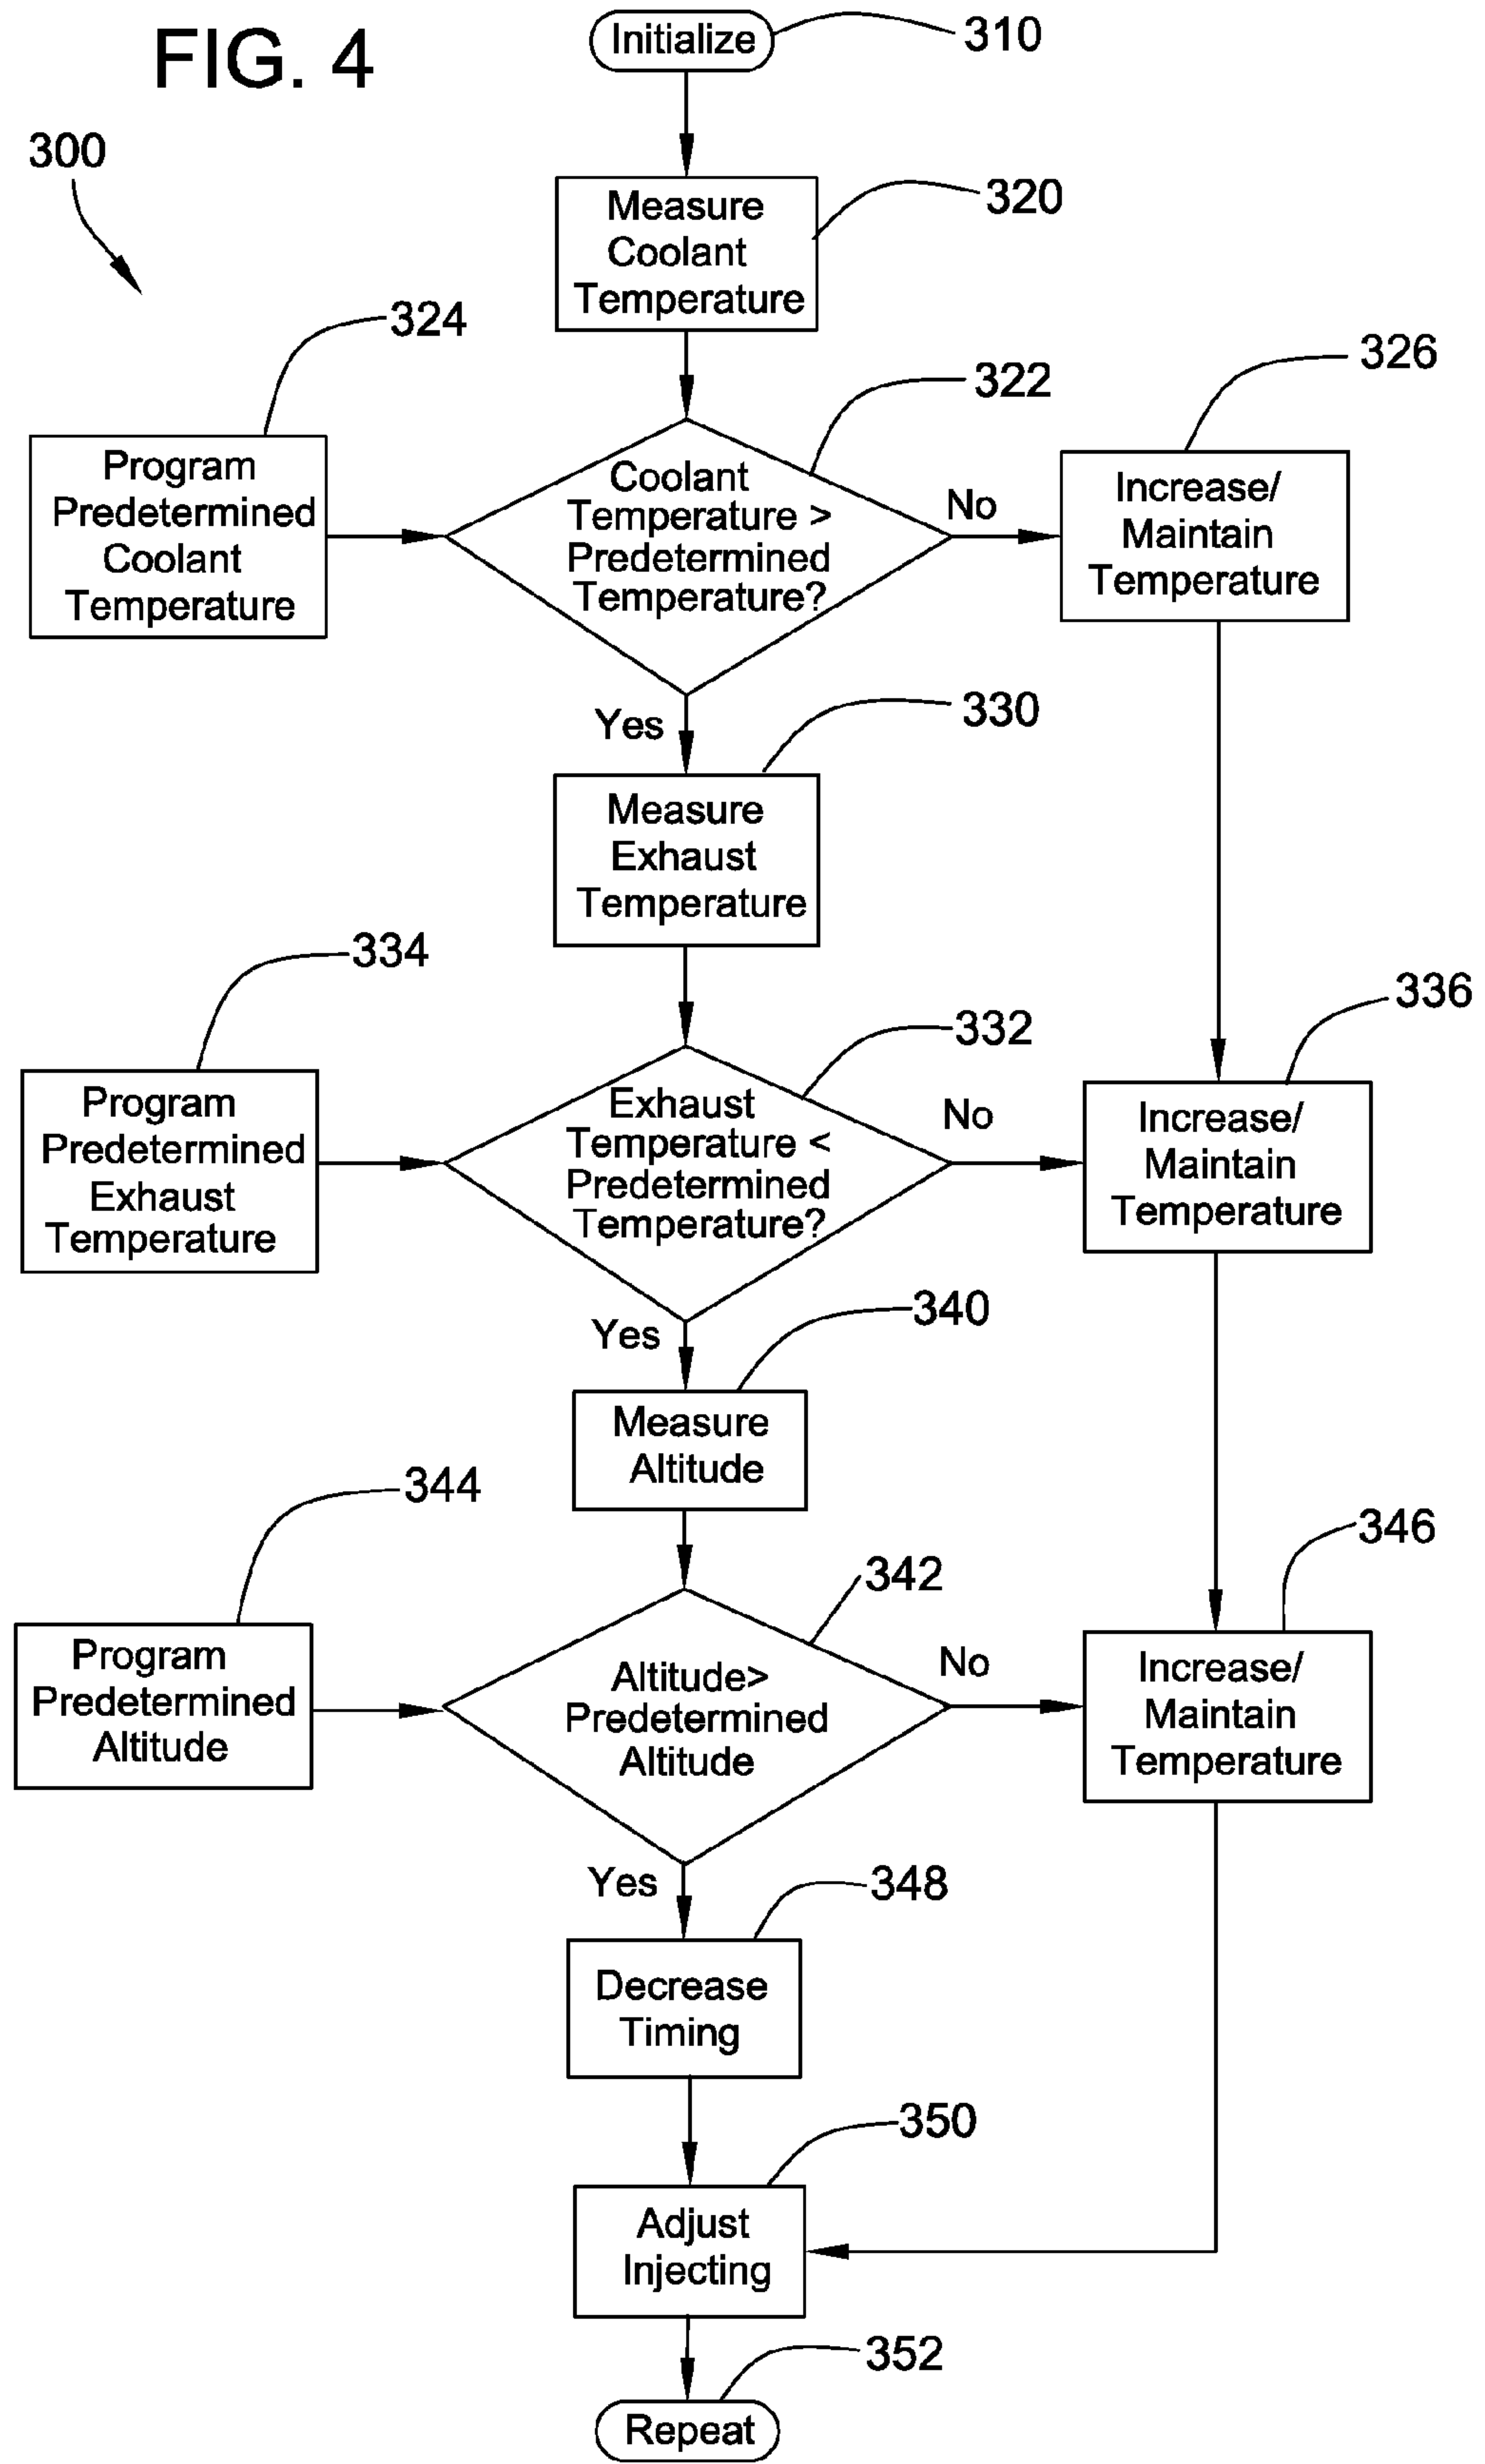 FIG. 4
Initialize
310
300
Measure
Coolant
Temperature
320
324
Program
Predetermined
Coolant
Temperature
322
Coolant
Temperature >
Predetermined
Temperature?
No
326
Increase/
Maintain
Temperature
Yes
330
Measure
Exhaust
Temperature
334
Program
Predetermined
Exhaust
Temperature
332
Exhaust
Temperature <
Predetermined
Temperature?
No
336
Increase/
Maintain
Temperature
Yes
340
Measure
Altitude
344
Program
Predetermined
Altitude
342
Altitude>
Predetermined
Altitude
No
346
Increase/
Maintain
Temperature
Yes
348
Decrease
Timing
350
Adjust
Injecting
352
Repeat